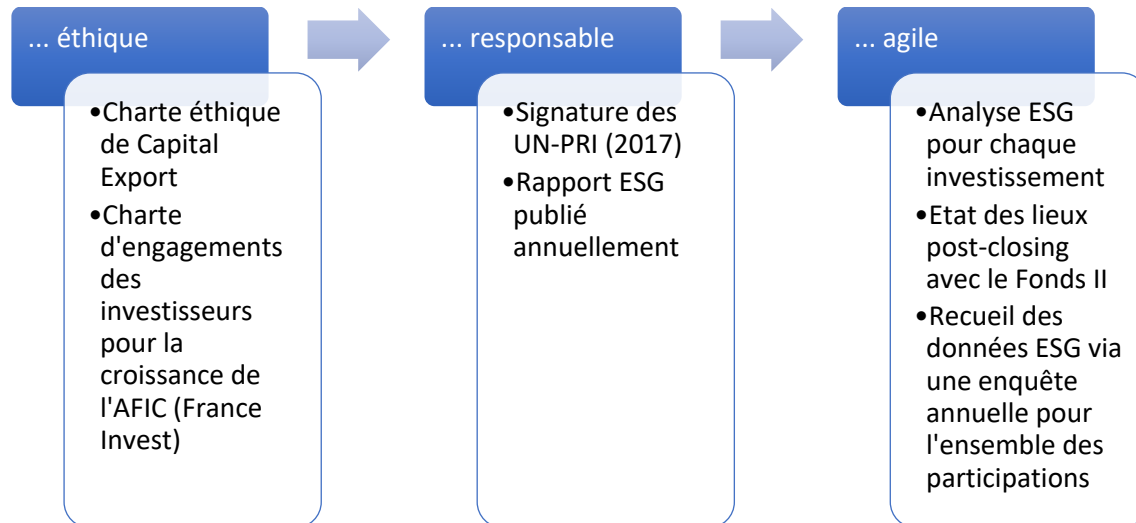 ... éthique
•Charte éthique
de Capital
Export
•Charte
d'engagements
des
investisseurs
pour la
croissance de
l'AFIC (France
Invest)
... responsable
•Signature des
UN-PRI (2017)
•Rapport ESG
publié
annuellement
... agile
•Analyse ESG
pour chaque
investissement
•Etat des lieux
post-closing
avec le Fonds II
•Recueil des
données ESG via
une enquête
annuelle pour
l'ensemble des
participations